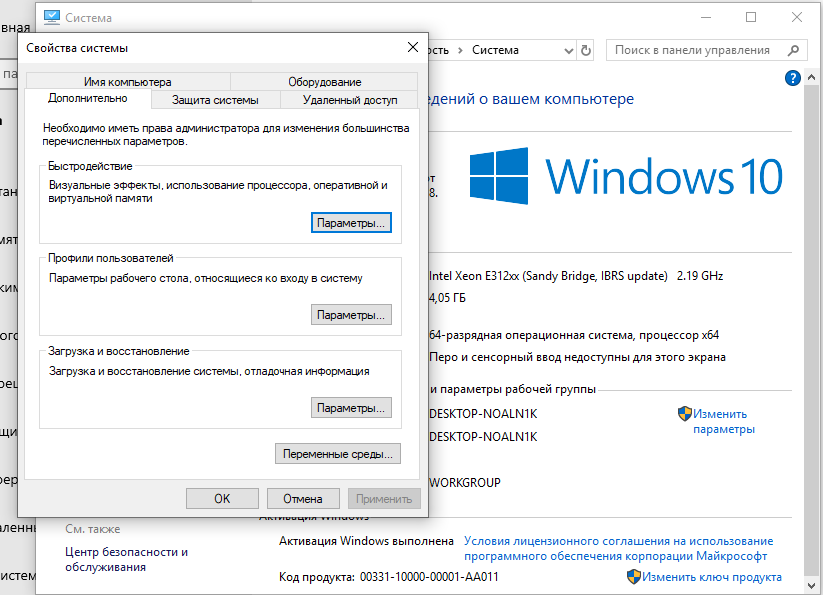 Система
Свойства системы
Имя компьютера
Оборудование
Дополнительно
Защита системы
Удаленный доступ
Необходимо иметь права администратора для изменения большинства
перечисленных параметров.
Быстродействие
Визуальные эффекты, использование процессора, оперативной и
виртуальной памяти
Параметры...
Профили пользователей
Параметры рабочего стола, относящиеся ко входу в систему
Параметры...
Загрузка и восстановление
Загрузка и восстановление системы, отладочная информация
Параметры...
Переменные среды...
OK
Отмена
Применить
Система
Поиск в панели управления
?
о вашем компьютере
Windows 10
Intel Xeon E312xx (Sandy Bridge, IBRS update) 2.19 GHz
4,05 ГБ
64-разрядная операционная система, процессор x64
Перо и сенсорный ввод недоступны для этого экрана
и параметры рабочей группы
DESKTOP-NOALN1K
Изменить
параметры
DESKTOP-NOALN1K
WORKGROUP
Активация Windows
Активация Windows выполнена
Условия лицензионного соглашения на использование
программного обеспечения корпорации Майкрософт
Код продукта: 00331-10000-00001-AA011
Изменить ключ продукта
См. также
Центр безопасности и
обслуживания